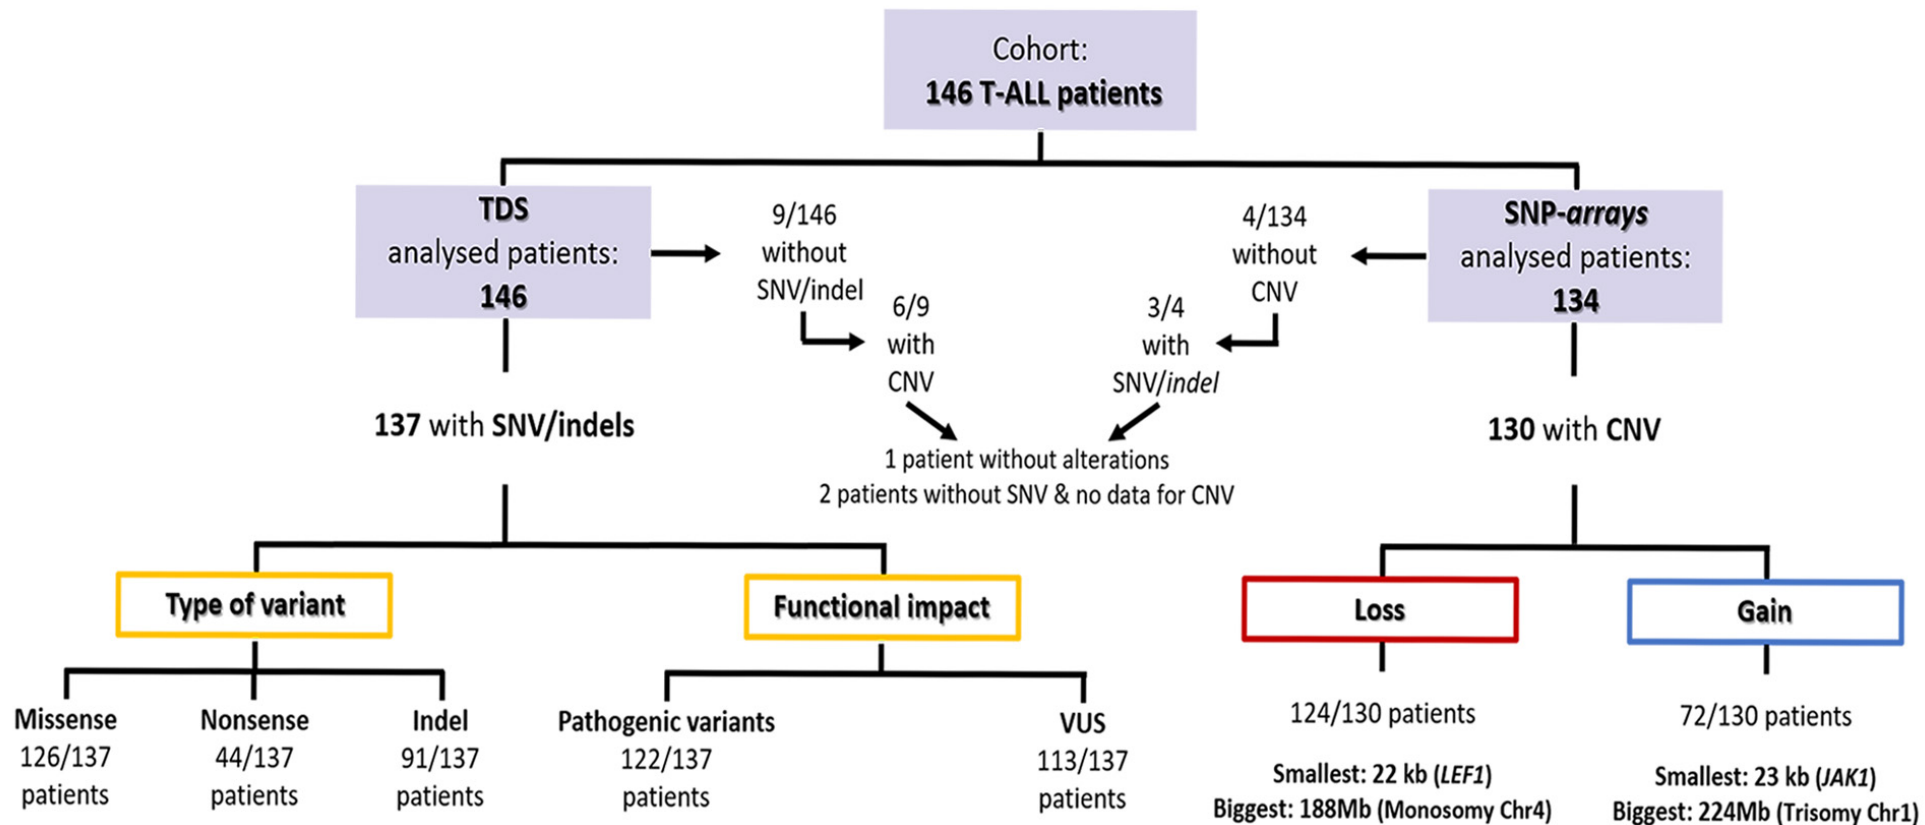 Cohort:
146 T-ALL patients
TDS
analysed patients:
146
9/146
without
SNV/indel
6/9
with
CNV
4/134
without
CNV
3/4
with
SNV/indel
SNP-arrays
analysed patients:
134
1 patient without alterations
2 patients without SNV & no data for CNV
137 with SNV/indels
130 with CNV
Type of variant
Functional impact
Loss
Gain
Missense
126/137
patients
Nonsense
44/137
patients
Indel
91/137
patients
Pathogenic variants
122/137
patients
VUS
113/137
patients
124/130 patients
Smallest: 22 kb (LEF1)
Biggest: 188Mb (Monosomy Chr4)
72/130 patients
Smallest: 23 kb (JAK1)
Biggest: 224Mb (Trisomy Chr1)